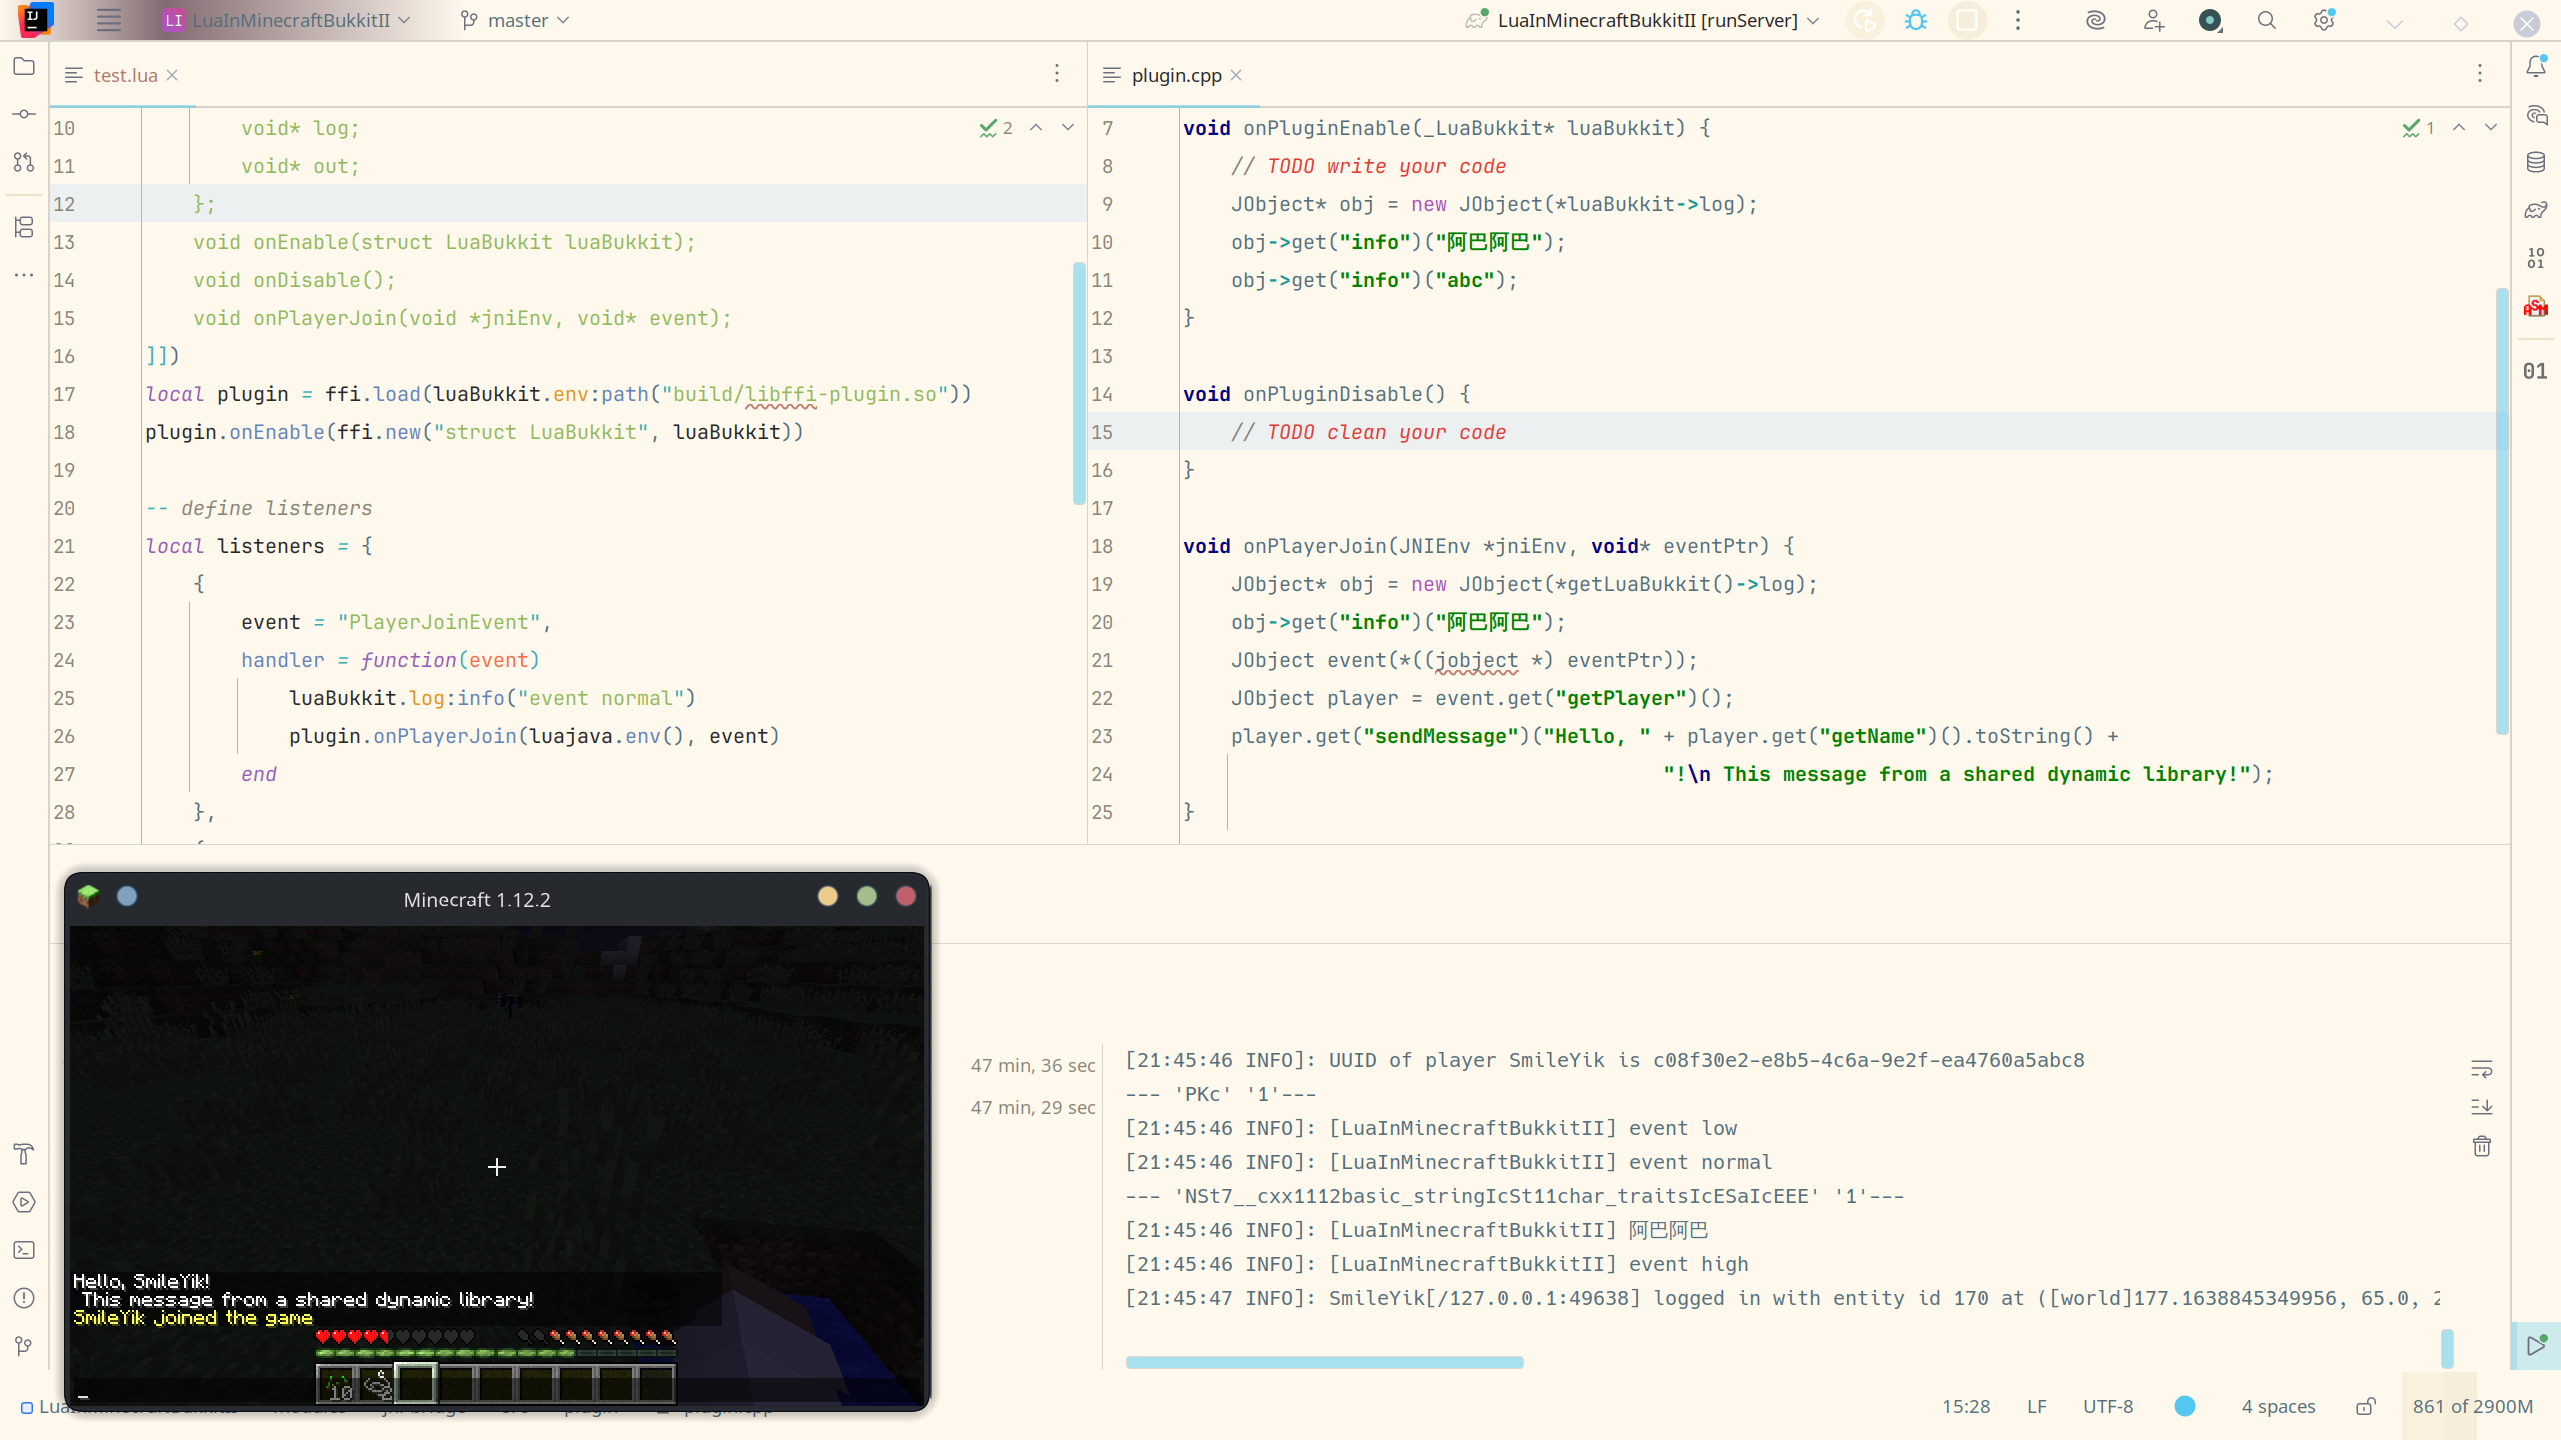 LI LuaInMinecraftBukkitII master LuaInMinecraftBukkitII [runServer]
test.lua
2
10 void* log;
11 void* out;
12 };
13 void onEnable(struct LuaBukkit luaBukkit);
14 void onDisable();
15 void onPlayerJoin(void *jniEnv, void* event);
16 ]])
17 local plugin = ffi.load(luaBukkit.env:path("build/libffi-plugin.so"))
18 plugin.onEnable(ffi.new("struct LuaBukkit", luaBukkit))
19
20 -- define listeners
21 local listeners = {
22 {
23 event = "PlayerJoinEvent",
24 handler = function(event)
25 luaBukkit.log:info("event normal")
26 plugin.onPlayerJoin(luajava.env(), event)
27 end
28 },
plugin.cpp
1
7 void onPluginEnable(_LuaBukkit* luaBukkit) {
8 // TODO write your code
9 JObject* obj = new JObject(*luaBukkit->log);
10 obj->get("info")("阿巴阿巴");
11 obj->get("info")("abc");
12 }
13
14 void onPluginDisable() {
15 // TODO clean your code
16 }
17
18 void onPlayerJoin(JNIEnv *jniEnv, void* eventPtr) {
19 JObject* obj = new JObject(*getLuaBukkit()->log);
20 obj->get("info")("阿巴阿巴");
21 JObject event(*((jobject *) eventPtr));
22 JObject player = event.get("getPlayer")();
23 player.get("sendMessage")("Hello, " + player.get("getName")().toString() +
24 "!\n This message from a shared dynamic library!");
25 }
10
01
01
Minecraft 1.12.2
Hello, SmileYik!
This message from a shared dynamic library!
SmileYik joined the game
10 2
_
47 min, 36 sec
47 min, 29 sec
[21:45:46 INFO]: UUID of player SmileYik is c08f30e2-e8b5-4c6a-9e2f-ea4760a5abc8
--- 'PKc' '1'---
[21:45:46 INFO]: [LuaInMinecraftBukkitII] event low
[21:45:46 INFO]: [LuaInMinecraftBukkitII] event normal
--- 'NSt7__cxx1112basic_stringIcSt11char_traitsIcESaIcEEE' '1'---
[21:45:46 INFO]: [LuaInMinecraftBukkitII] 阿巴阿巴
[21:45:46 INFO]: [LuaInMinecraftBukkitII] event high
[21:45:47 INFO]: SmileYik[/127.0.0.1:49638] logged in with entity id 170 at ([world]177.1638845349956, 65.0, 2
15:28 LF UTF-8 4 spaces 861 of 2900M